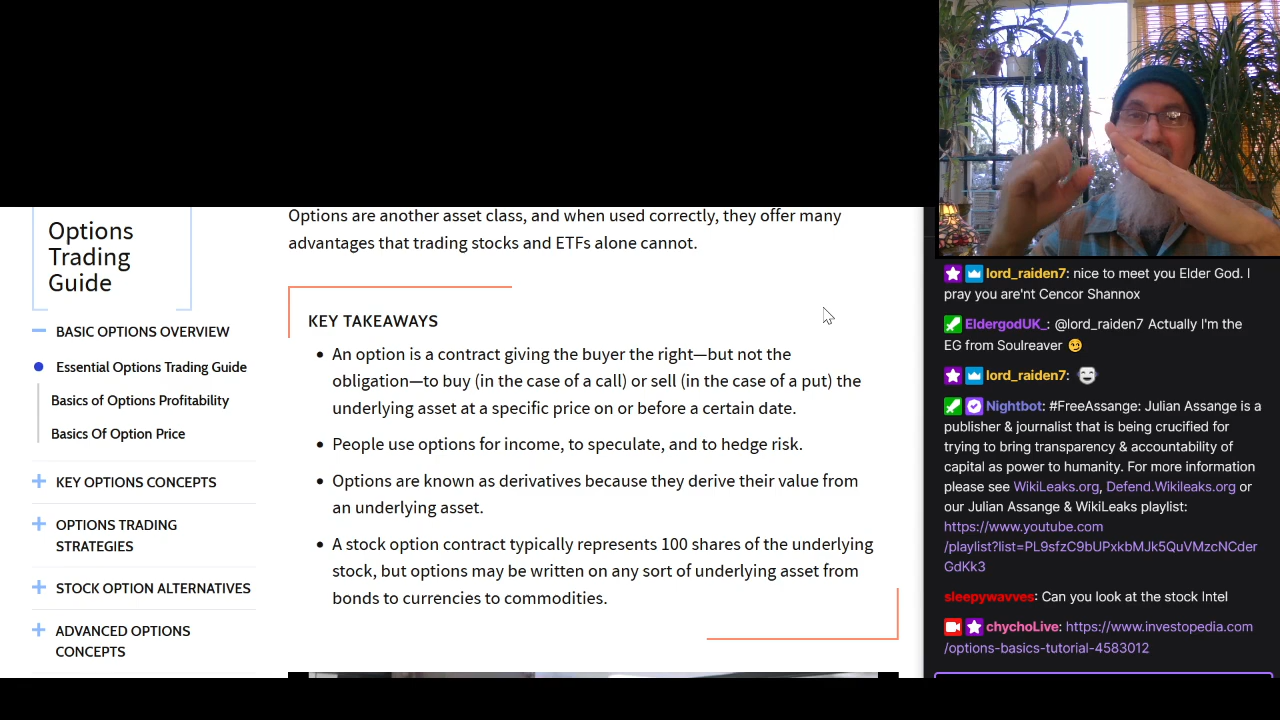 Options
Trading
Guide
BASIC OPTIONS OVERVIEW
Essential Options Trading Guide
Basics of Options Profitability
Basics Of Option Price
KEY OPTIONS CONCEPTS
OPTIONS TRADING
STRATEGIES
STOCK OPTION ALTERNATIVES
ADVANCED OPTIONS
CONCEPTS
Options are another asset class, and when used correctly, they offer many
advantages that trading stocks and ETFs alone cannot.
KEY TAKEAWAYS
• An option is a contract giving the buyer the right—but not the
obligation—to buy (in the case of a call) or sell (in the case of a put) the
underlying asset at a specific price on or before a certain date.
• People use options for income, to speculate, and to hedge risk.
• Options are known as derivatives because they derive their value from
an underlying asset.
• A stock option contract typically represents 100 shares of the underlying
stock, but options may be written on any sort of underlying asset from
bonds to currencies to commodities.
lord_raiden7: nice to meet you Elder God. I
pray you are'nt Cencor Shannox
EldergodUK_: @lord_raiden7 Actually I'm the
EG from Soulreaver 😏
lord_raiden7:
Nightbot: #FreeAssange: Julian Assange is a
publisher & journalist that is being crucified for
trying to bring transparency & accountability of
capital as power to humanity. For more information
please see WikiLeaks.org, Defend.Wikileaks.org or
our Julian Assange & WikiLeaks playlist:
https://www.youtube.com
/playlist?list=PL9sfzC9bUPxkbMJk5QuVMzcNCder
GdKk3
sleepywavves: Can you look at the stock Intel
chychoLive: https://www.investopedia.com
/options-basics-tutorial-4583012